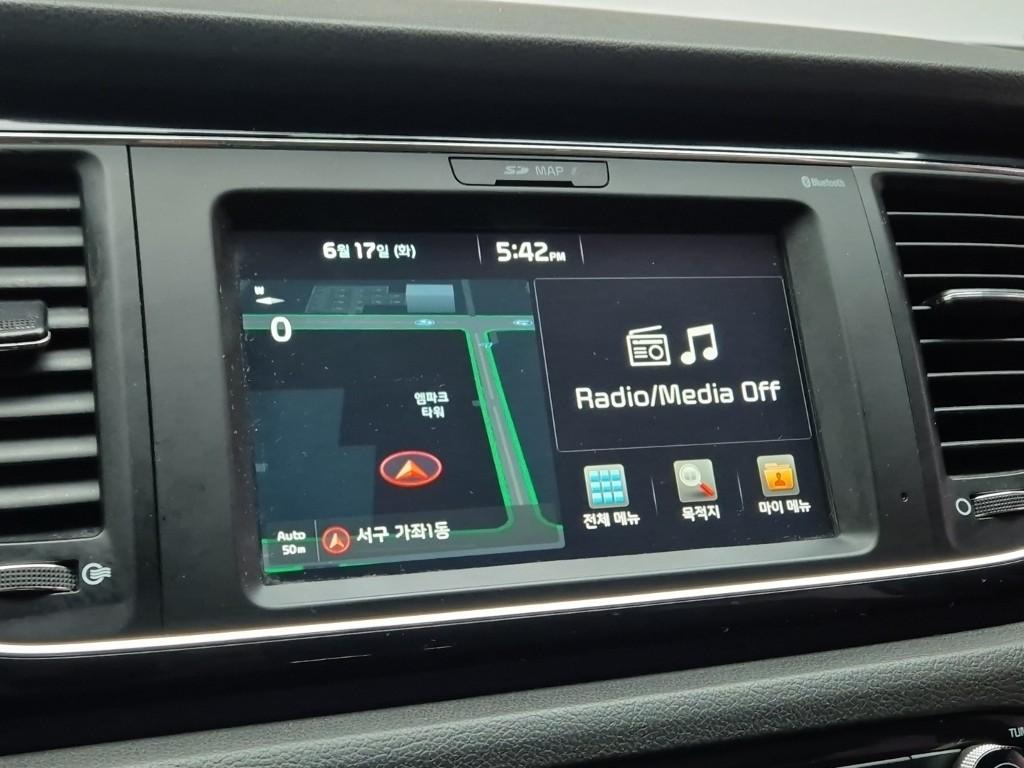 SD MAP
Bluetooth
6월 17일 (화) 5:42PM
W
0
엠파크
타워
Auto
50m
서구 가좌1동
Radio/Media Off
전체 메뉴 목적지 마이 메뉴